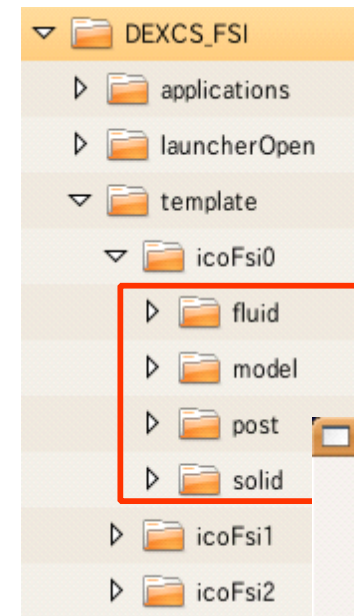 DEXCS_FSI
applications
launcherOpen
template
icoFsi0
fluid
model
post
solid
icoFsi1
icoFsi2